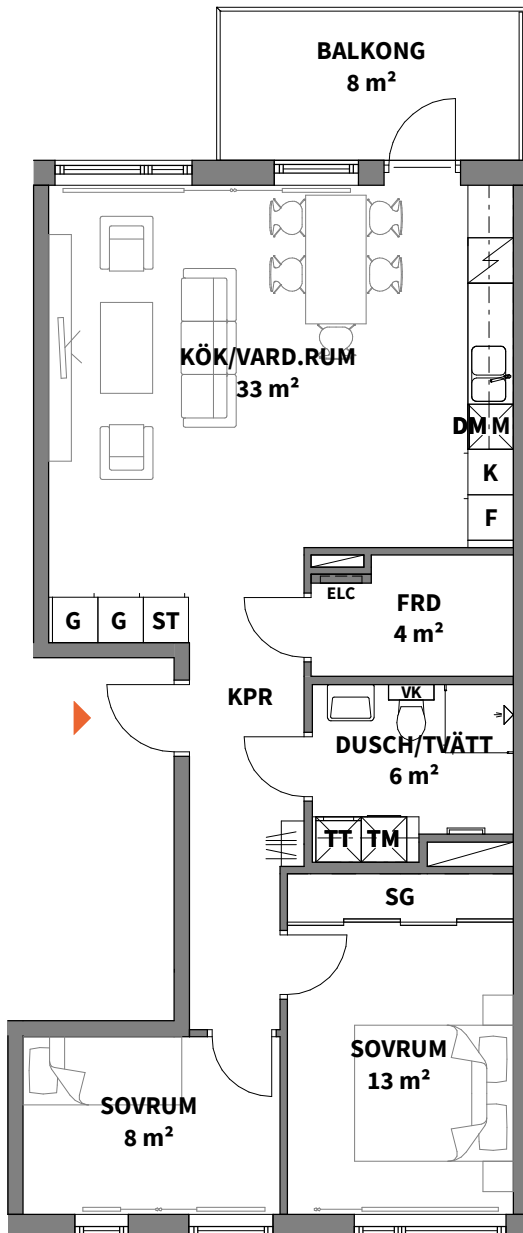 BALKONG
8 m²
KÖK/VARD.RUM
33 m²
DMM
K
F
G G ST
ELC
FRD
4 m²
KPR
VK
DUSCH/TVÄTT
6 m²
TT TM
SG
SOVRUM
13 m²
SOVRUM
8 m²